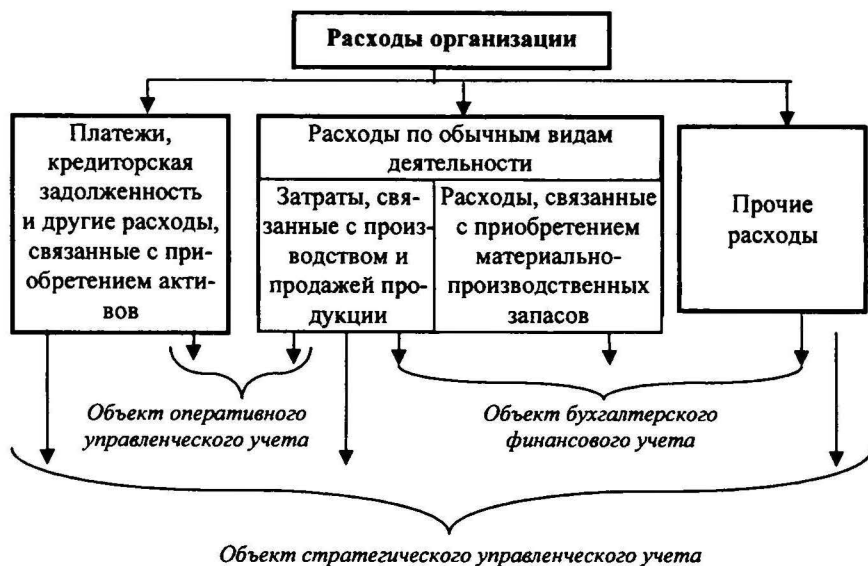 Расходы организации
Платежи,
кредиторская
задолженность
и другие расходы,
связанные с при-
обретением акти-
вов
Расходы по обычным видам
деятельности
Затраты, свя-
занные с произ-
водством и
продажей про-
дукции
Расходы, связанные
с приобретением
материально-
производственных
запасов
Прочие
расходы
Объект оперативного
управленческого учета
Объект бухгалтерского
финансового учета
Объект стратегического управленческого учета